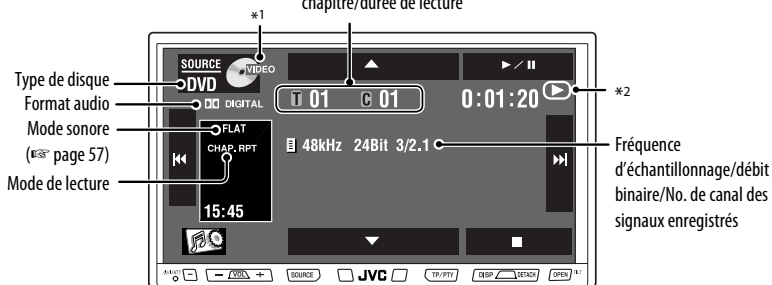 chapitre/durée de lecture
*1
SOURCE
VIDEO
DVD
Type de disque
Format audio
DIGITAL
T 01 C 01 0:01:20
*2
Mode sonore
(☞ page 57)
FLAT
CHAP. RPT
48kHz 24Bit 3/2.1
Mode de lecture
Fréquence
d'échantillonnage/débit
binaire/No. de canal des
signaux enregistrés
15:45
VOL
SOURCE
JVC
TP/PTY
DISP
DETACH
OPEN